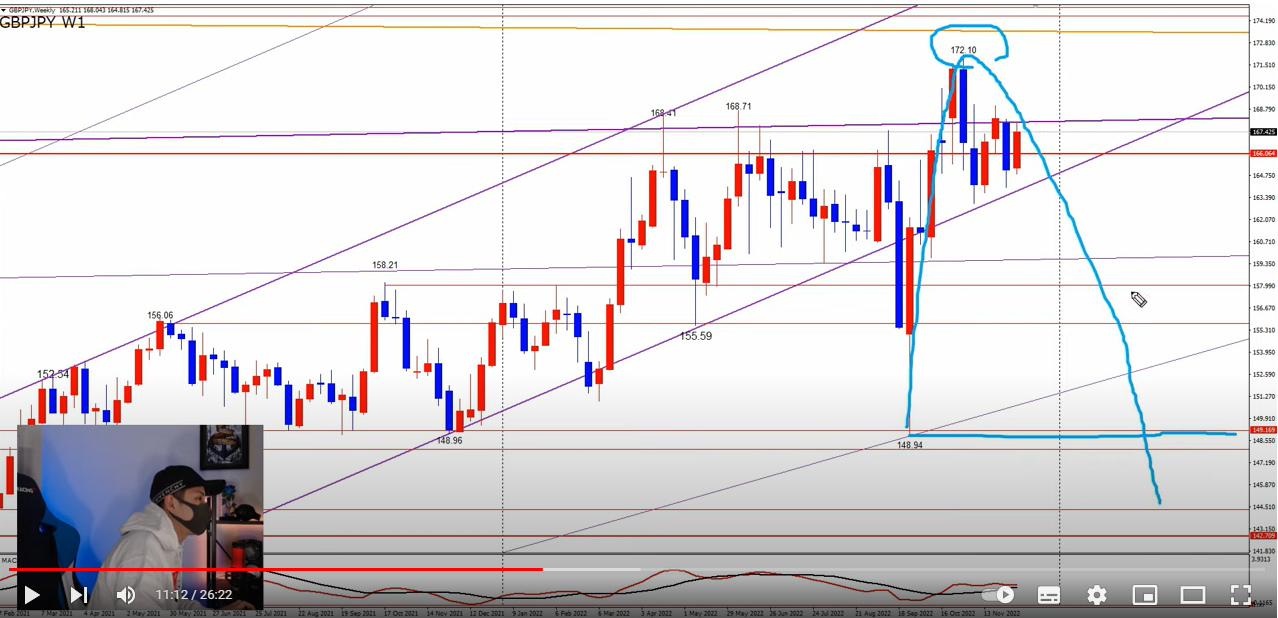 GBPJPY,Weekly 165.211 168.043 164.815 167.425
GBPJPY W1
174.190
172.830
171.510
170.150
168.790
167.425
166.064
164.750
163.390
162.070
160.710
159.350
157.990
156.670
155.310
153.950
152.590
151.270
149.910
149.169
148.550
147.190
145.870
144.510
143.150
142.709
141.830
172.10
168.41
168.71
158.21
156.06
155.59
152.54
148.96
148.94
GIVENCHY
MAC
3.9313
11:12 / 26:22
7 Mar 2021
4 Apr 2021
2 May 2021
30 May 2021
27 Jun 2021
25 Jul 2021
22 Aug 2021
19 Sep 2021
17 Oct 2021
14 Nov 2021
12 Dec 2021
9 Jan 2022
6 Feb 2022
6 Mar 2022
3 Apr 2022
1 May 2022
29 May 2022
26 Jun 2022
24 Jul 2022
21 Aug 2022
18 Sep 2022
16 Oct 2022
13 Nov 2022